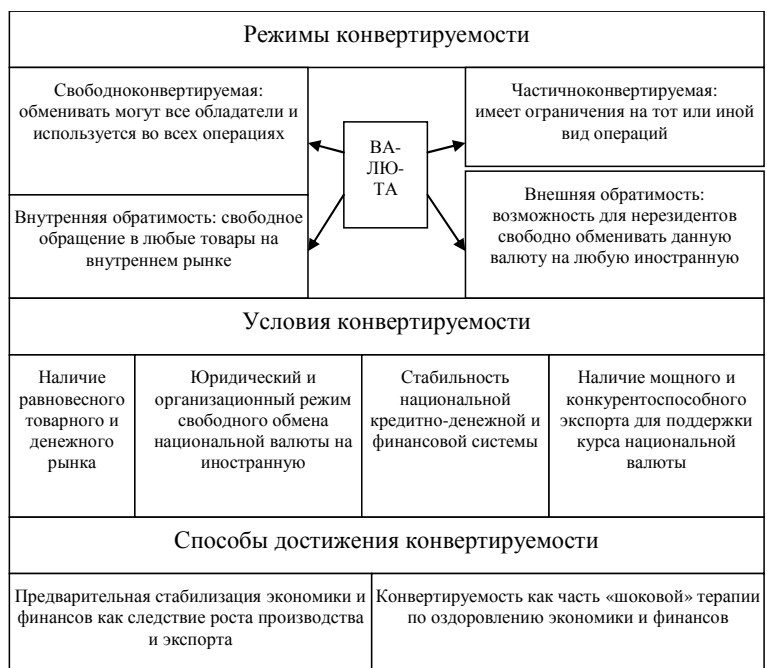 Режимы конвертируемости
Свободноконвертируемая:
обменивать могут все обладатели и
используется во всех операциях
ВА-
ЛЮ-
ТА
Частичноконвертируемая:
имеет ограничения на тот или иной
вид операций
Внутренняя обратимость: свободное
обращение в любые товары на
внутреннем рынке
Внешняя обратимость:
возможность для нерезидентов
свободно обменивать данную
валюту на любую иностранную
Условия конвертируемости
Наличие
равновесного
товарного и
денежного
рынка
Юридический и
организационный режим
свободного обмена
национальной валюты на
иностранную
Стабильность
национальной
кредитно-денежной и
финансовой системы
Наличие мощного и
конкурентоспособного
экспорта для поддержки
курса национальной
валюты
Способы достижения конвертируемости
Предварительная стабилизация экономики и
финансов как следствие роста производства
и экспорта
Конвертируемость как часть «шоковой» терапии
по оздоровлению экономики и финансов